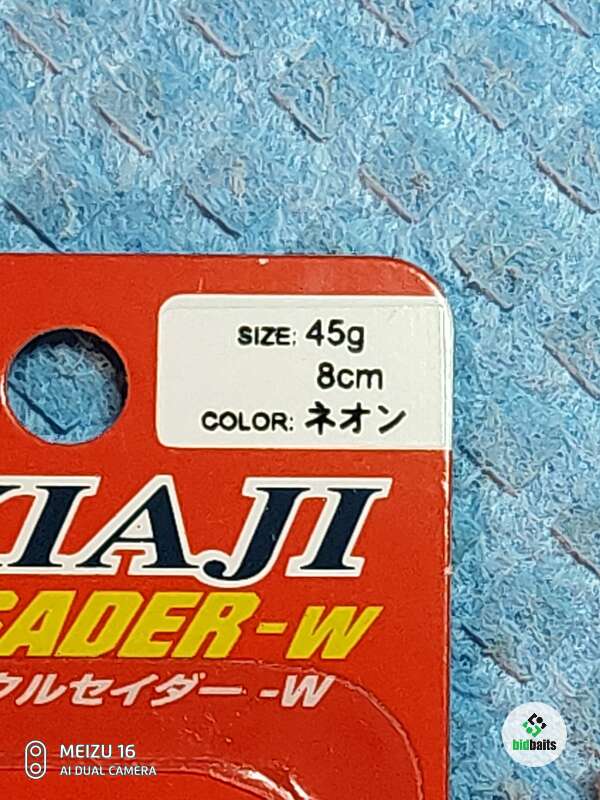 SIZE: 45g
8cm
COLOR: ネオン
IAJI
ADER-W
ルセイダー -W
MEIZU 16
AI DUAL CAMERA
bidbaits